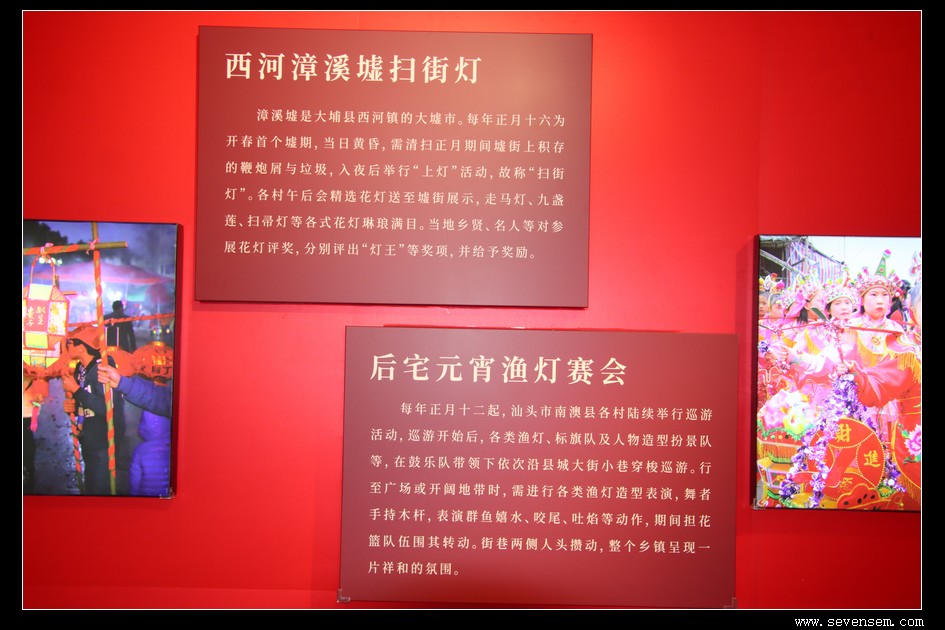 西河漳溪墟扫街灯
漳溪墟是大埔县西河镇的大墟市。每年正月十六为
开春首个墟期，当日黄昏，需清扫正月期间墟街上积存
的鞭炮屑与垃圾，入夜后举行“上灯”活动，故称“扫街
灯”。各村午后会精选花灯送至墟街展示，走马灯、九盏
莲、扫帚灯等各式花灯琳琅满目。当地乡贤、名人等对参
展花灯评奖，分别评出“灯王”等奖项，并给予奖励。
后宅元宵渔灯赛会
每年正月十二起，汕头市南澳县各村陆续举行巡游
活动，巡游开始后，各类渔灯、标旗队及人物造型扮景队
等，在鼓乐队带领下依次沿县城大街小巷穿梭巡游。行
至广场或开阔地带时，需进行各类渔灯造型表演，舞者
手持木杆，表演群鱼嬉水、咬尾、吐焰等动作，期间担花
篮队伍围其转动。街巷两侧人头攒动，整个乡镇呈现一
片祥和的氛围。
財
進
www.sevensem.com